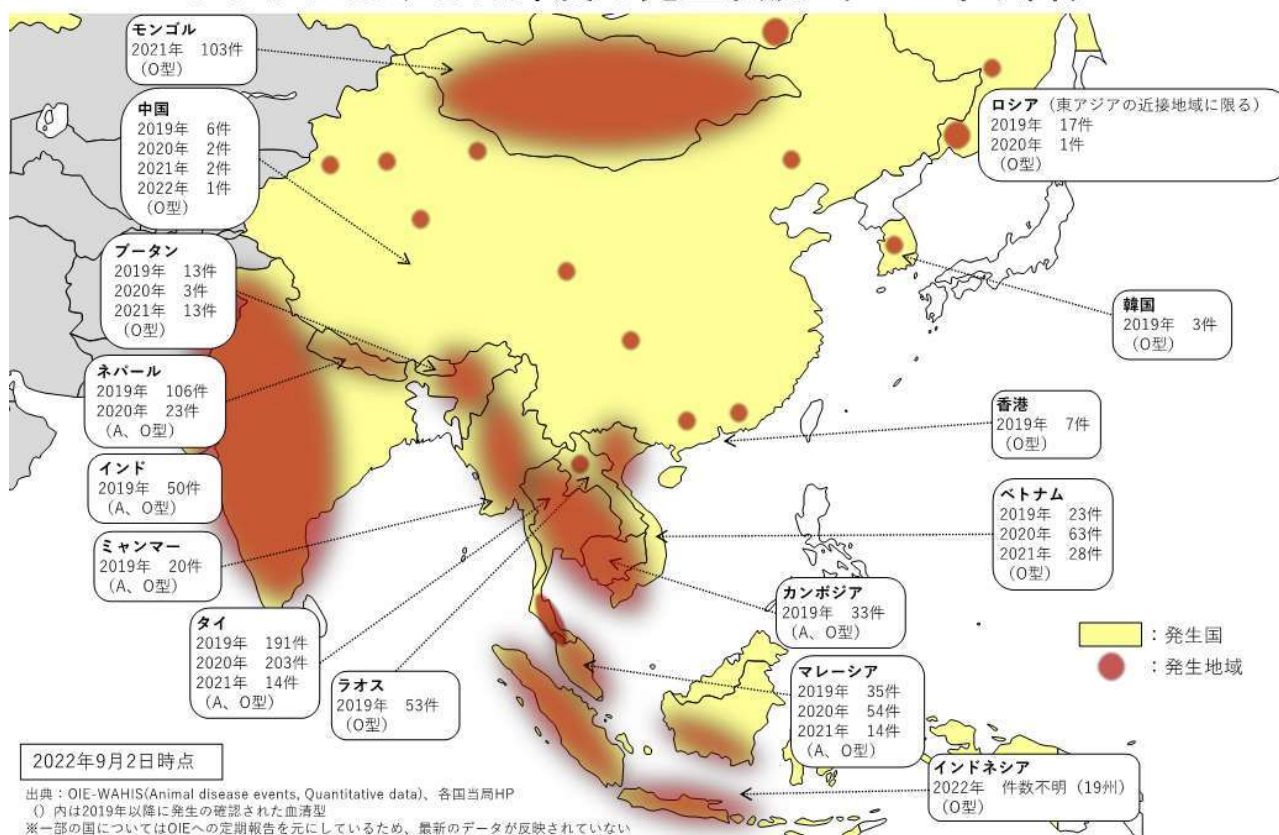 モンゴル
2021年 103件
(O型)
中国
2019年 6件
2020年 2件
2021年 2件
2022年 1件
(O型)
ブータン
2019年 13件
2020年 3件
2021年 13件
(O型)
ネパール
2019年 106件
2020年 23件
(A、O型)
インド
2019年 50件
(A、O型)
ミャンマー
2019年 20件
(A、O型)
タイ
2019年 191件
2020年 203件
2021年 14件
(A、O型)
ラオス
2019年 53件
(O型)
ロシア (東アジアの近接地域に限る)
2019年 17件
2020年 1件
(O型)
韓国
2019年 3件
(O型)
香港
2019年 7件
(O型)
ベトナム
2019年 23件
2020年 63件
2021年 28件
(O型)
カンボジア
2019年 33件
(A、O型)
マレーシア
2019年 35件
2020年 54件
2021年 14件
(A、O型)
インドネシア
2022年 件数不明 (19州)
(O型)
:発生国
:発生地域
2022年9月2日時点
出典:OIE-WAHIS(Animal disease events, Quantitative data)、各国当局HP
() 内は2019年以降に発生の確認された血清型
※一部の国についてはOIEへの定期報告を元にしているため、最新のデータが反映されていない